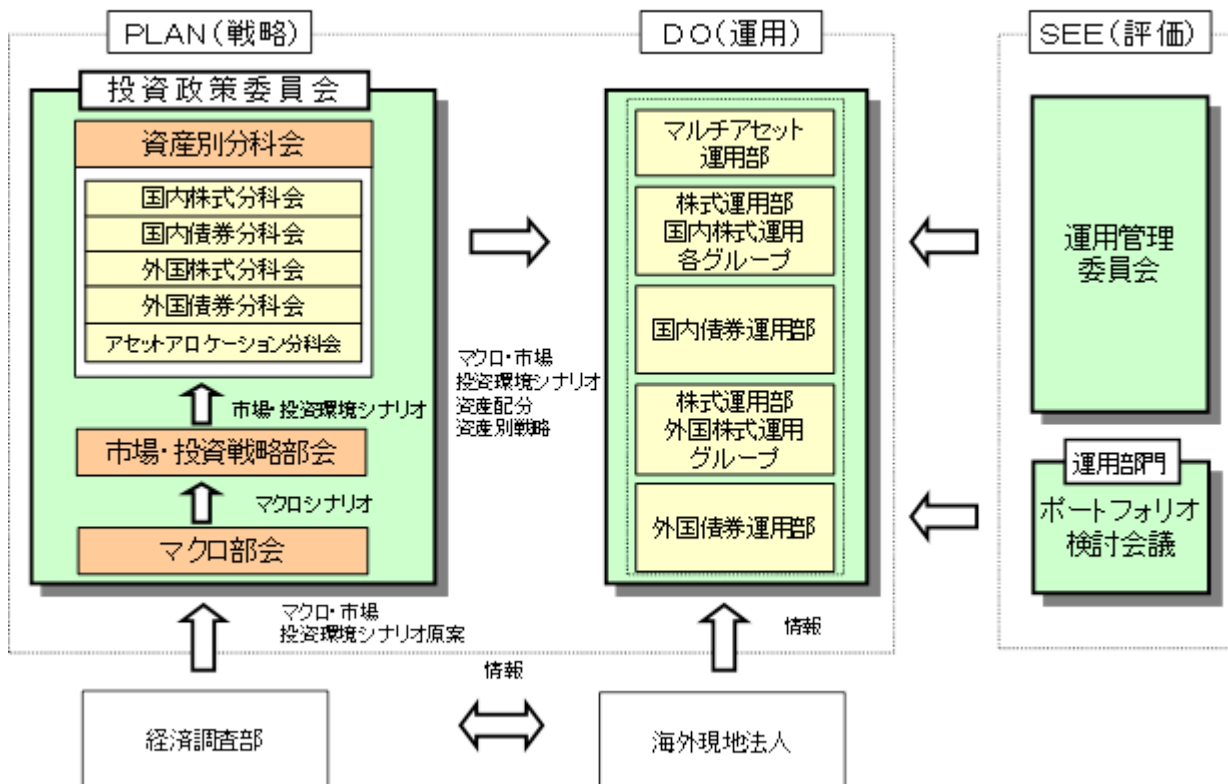 PLAN(戦略)
投資政策委員会
資産別分科会
国内株式分科会
国内債券分科会
外国株式分科会
外国債券分科会
アセットアロケーション分科会
市場・投資環境シナリオ
市場・投資戦略部会
マクロシナリオ
マクロ部会
マクロ・市場
投資環境シナリオ
資産配分
資産別戦略
DO(運用)
マルチアセット
運用部
株式運用部
国内株式運用
各グループ
国内債券運用部
株式運用部
外国株式運用
グループ
外国債券運用部
SEE(評価)
運用管理
委員会
運用部門
ポートフォリオ
検討会議
マクロ・市場
投資環境シナリオ原案
情報
情報
経済調査部
海外現地法人